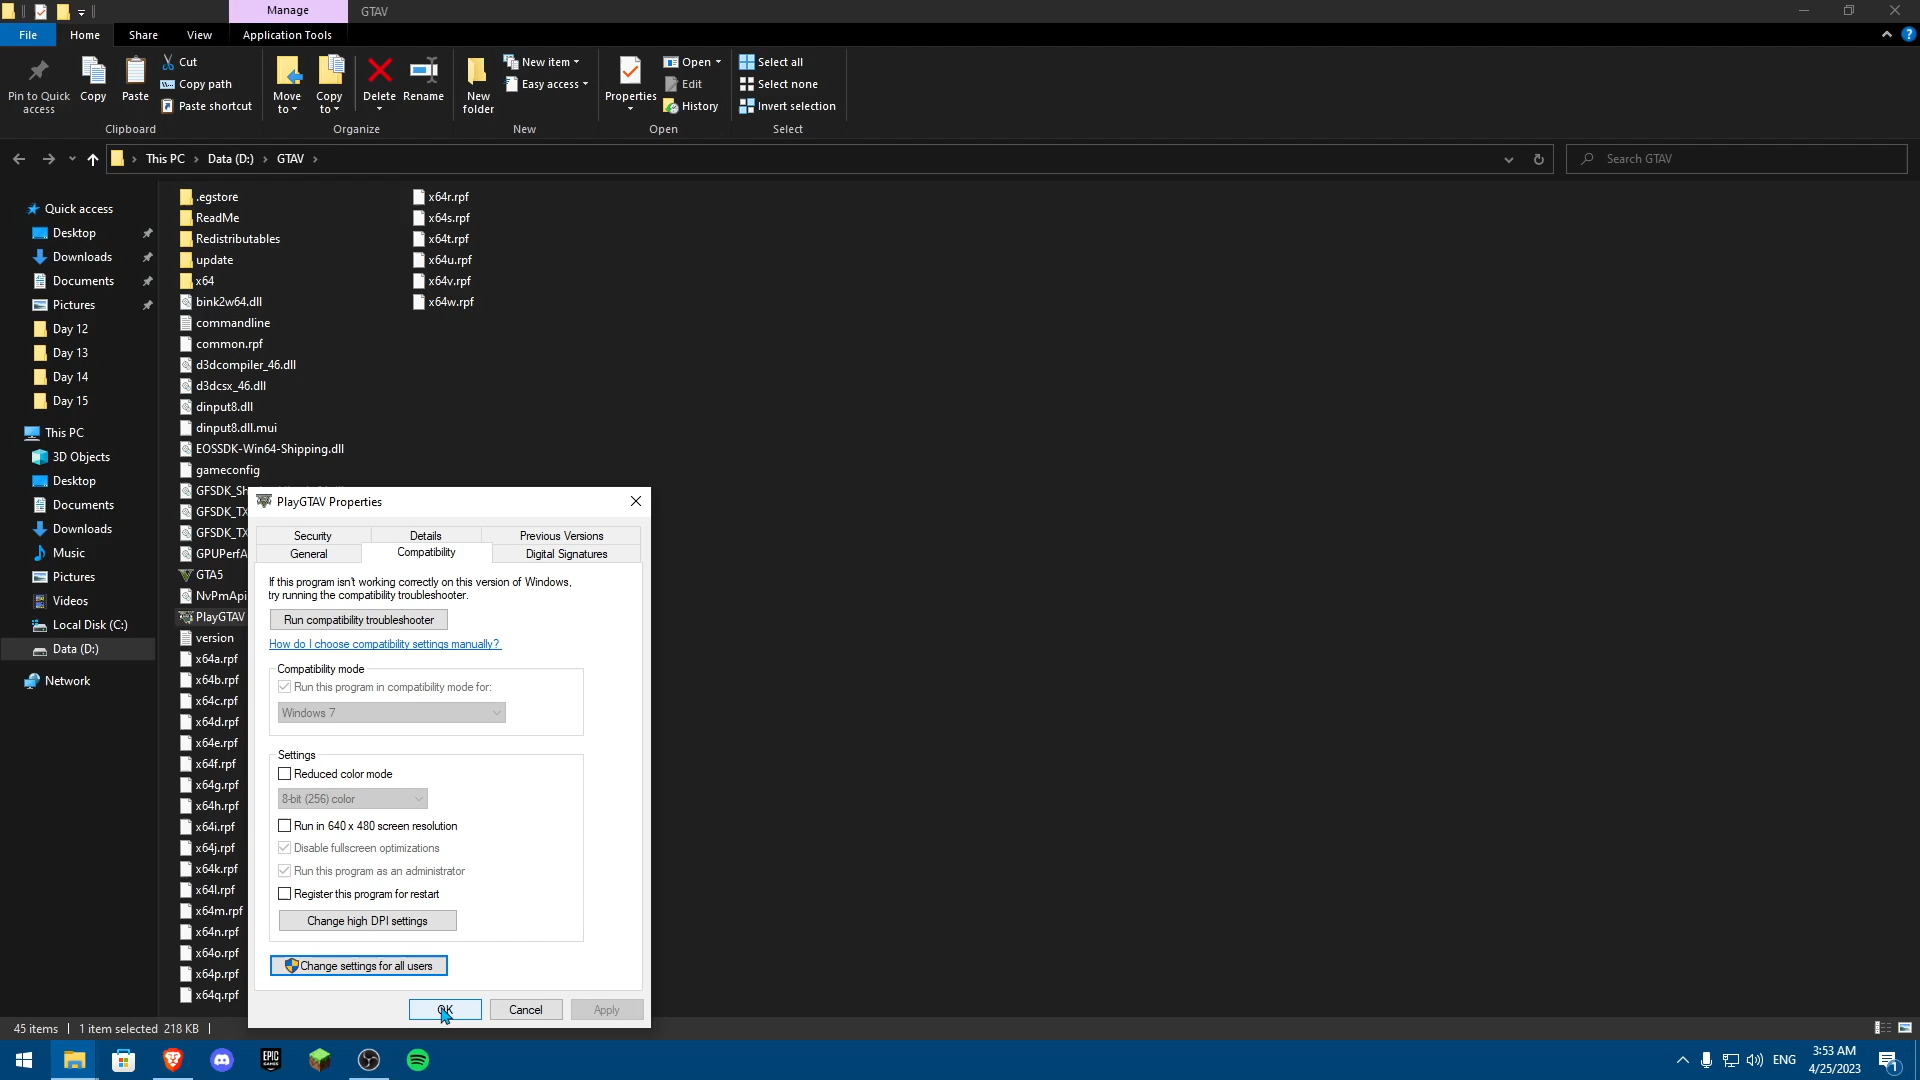 Manage
GTAV
File
Home
Share
View
Application Tools
Pin to Quick access
Copy
Paste
Cut
Copy path
Paste shortcut
Clipboard
Move to
Copy to
Delete
Rename
Organize
New folder
New item
Easy access
New
Properties
Open
Edit
History
Open
Select all
Select none
Invert selection
Select
This PC
Data (D:)
GTAV
Search GTAV
Quick access
Desktop
Downloads
Documents
Pictures
Day 12
Day 13
Day 14
Day 15
This PC
3D Objects
Desktop
Documents
Downloads
Music
Pictures
Videos
Local Disk (C:)
Data (D:)
Network
.egstore
ReadMe
Redistributables
update
x64
bink2w64.dll
commandline
common.rpf
d3dcompiler_46.dll
d3dcsx_46.dll
dinput8.dll
dinput8.dll.mui
EOSSDK-Win64-Shipping.dll
gameconfig
GFSDK_Sh
GFSDK_TX
GFSDK_TX
GPUPerfA
GTA5
NvPmApi
PlayGTAV
version
x64a.rpf
x64b.rpf
x64c.rpf
x64d.rpf
x64e.rpf
x64f.rpf
x64g.rpf
x64h.rpf
x64i.rpf
x64j.rpf
x64k.rpf
x64l.rpf
x64m.rpf
x64n.rpf
x64o.rpf
x64p.rpf
x64q.rpf
x64r.rpf
x64s.rpf
x64t.rpf
x64u.rpf
x64v.rpf
x64w.rpf
PlayGTAV Properties
Security
Details
Previous Versions
General
Compatibility
Digital Signatures
If this program isn't working correctly on this version of Windows,
try running the compatibility troubleshooter.
Run compatibility troubleshooter
How do I choose compatibility settings manually?
Compatibility mode
Run this program in compatibility mode for:
Windows 7
Settings
Reduced color mode
8-bit (256) color
Run in 640 x 480 screen resolution
Disable fullscreen optimizations
Run this program as an administrator
Register this program for restart
Change high DPI settings
Change settings for all users
OK
Cancel
Apply
45 items
1 item selected 218 KB
EPIC
GAMES
ENG
3:53 AM
4/25/2023
1